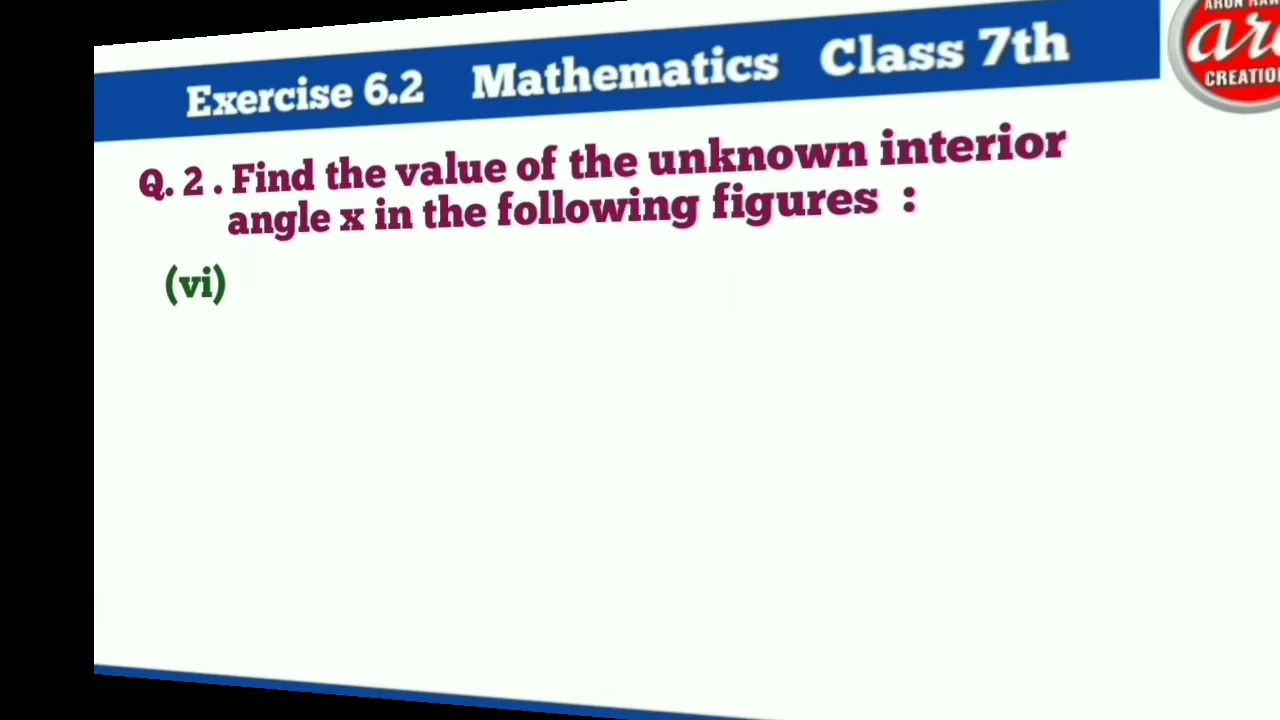 Exercise 6.2 Mathematics Class 7th
ARUN
CREATIO
Q. 2 . Find the value of the unknown interior
angle x in the following figures :
(vi)